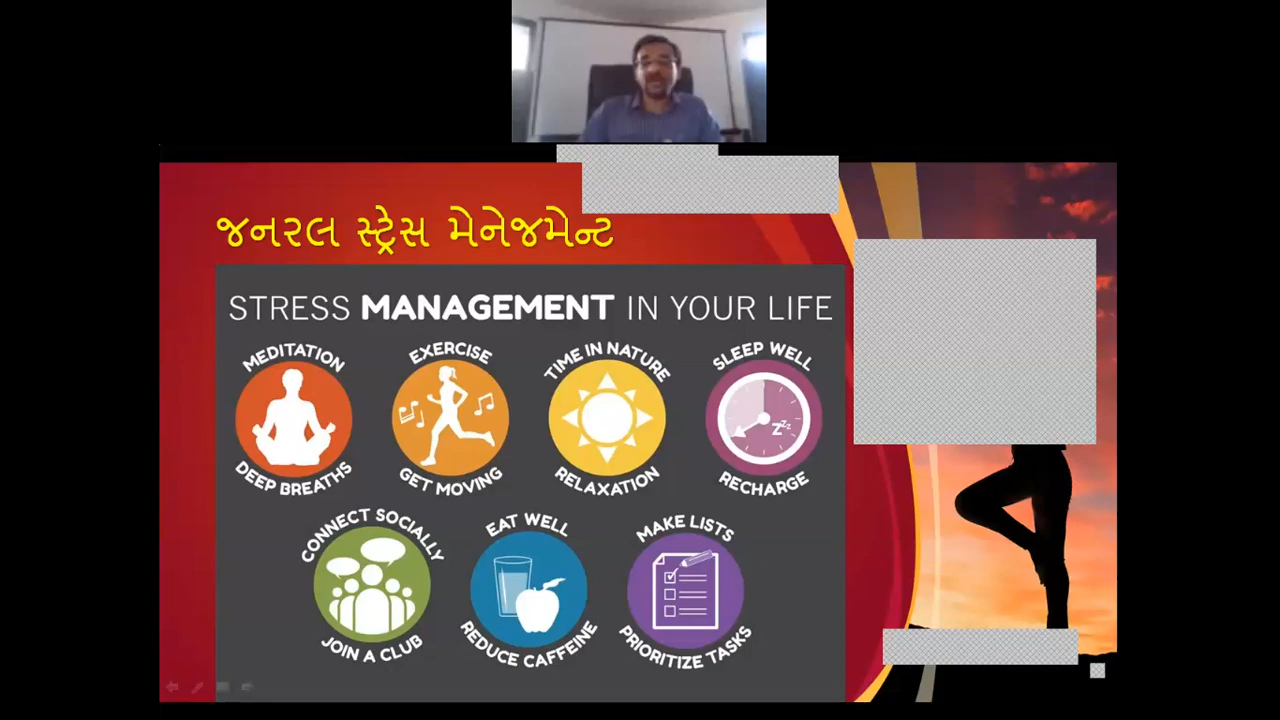 જનરલ સ્ટ્રેસ મેનેજમેન્ટ
STRESS MANAGEMENT IN YOUR LIFE
MEDITATION
DEEP BREATHS
EXERCISE
GET MOVING
TIME IN NATURE
RELAXATION
SLEEP WELL
zzzz
RECHARGE
CONNECT SOCIALLY
JOIN A CLUB
EAT WELL
REDUCE CAFFEINE
MAKE LISTS
PRIORITIZE TASKS